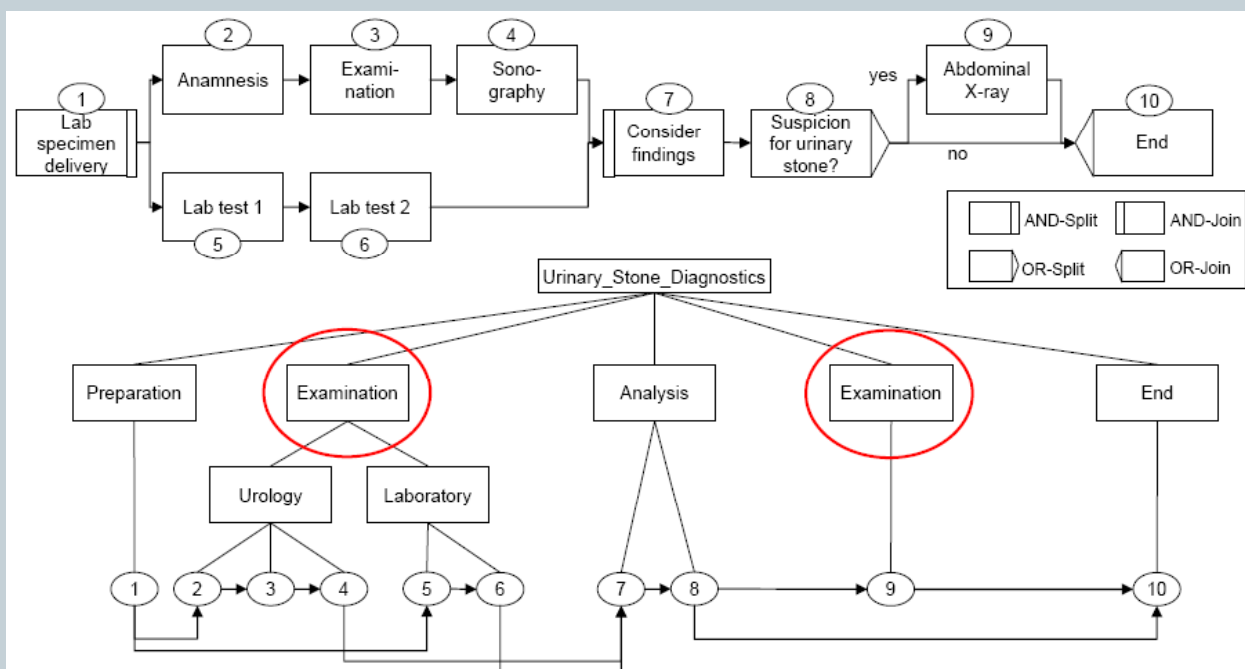 2
3
4
9
Anamnesis
Exami-
nation
Sono-
graphy
yes
Abdominal
X-ray
1
7
8
10
Lab
specimen
delivery
Consider
findings
Suspicion
for urinary
stone?
no
End
Lab test 1
Lab test 2
5
6
AND-Split
AND-Join
OR-Split
OR-Join
Urinary_Stone_Diagnostics
Preparation
Examination
Analysis
Examination
End
Urology
Laboratory
1
2
3
4
5
6
7
8
9
10